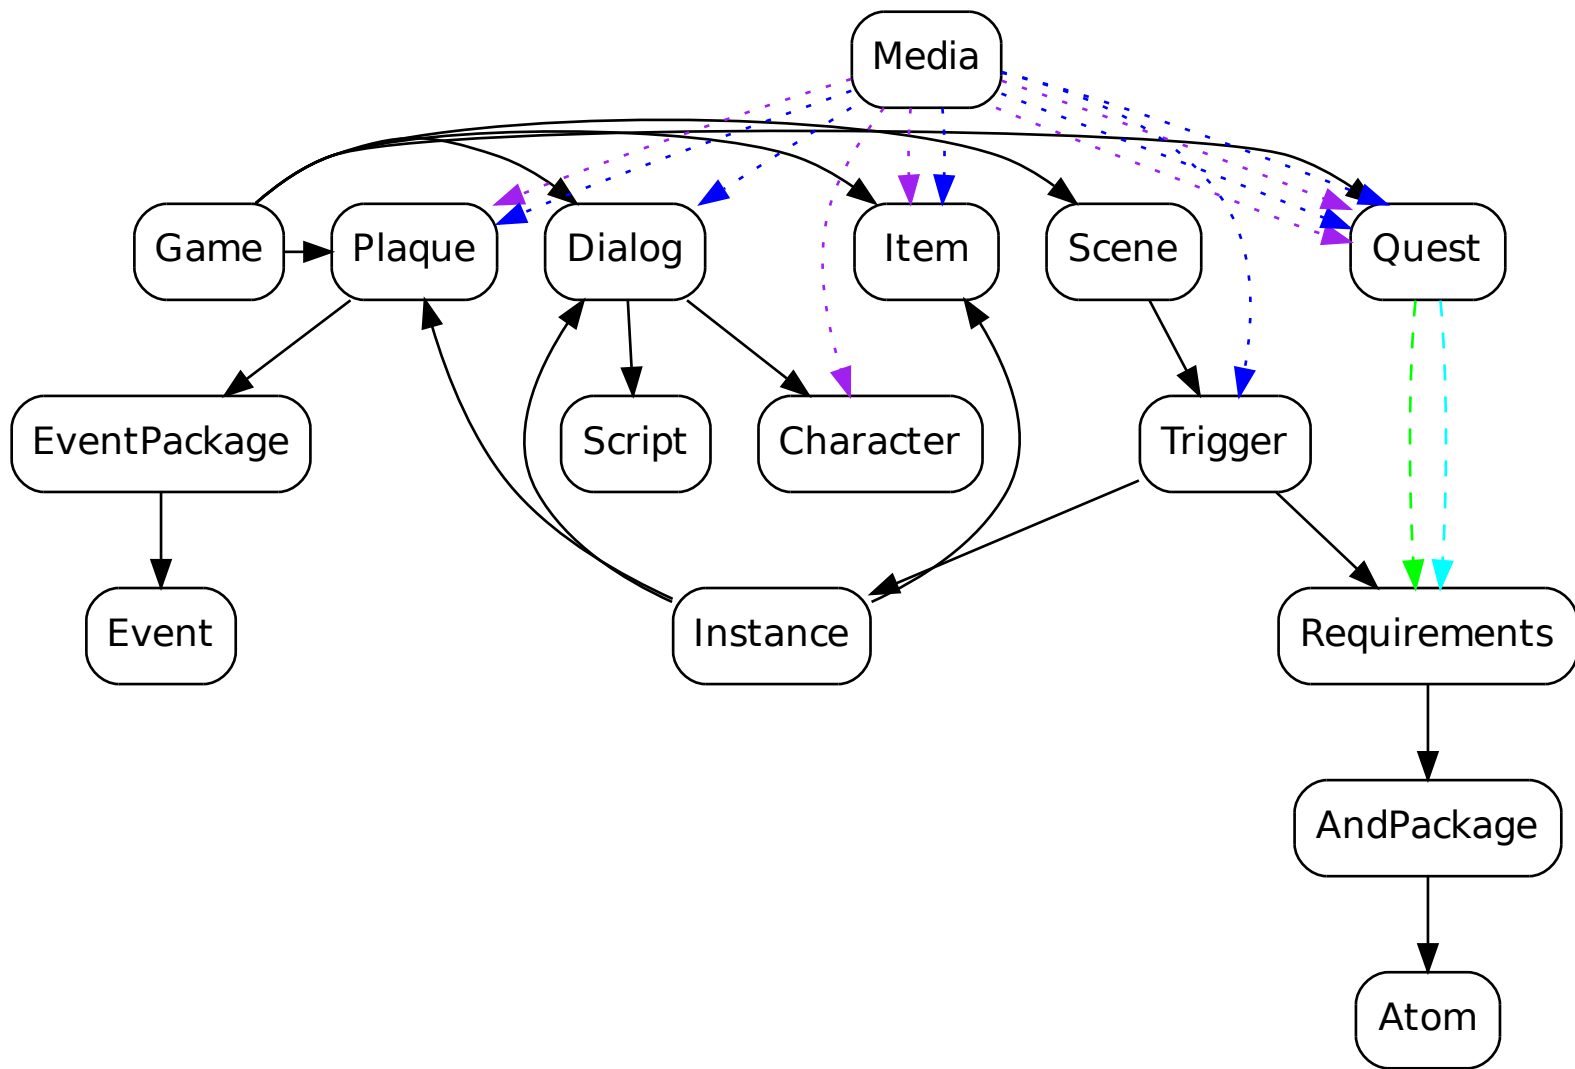 Media
Game
Plaque
Dialog
Item
Scene
Quest
EventPackage
Script
Character
Trigger
Event
Instance
Requirements
AndPackage
Atom